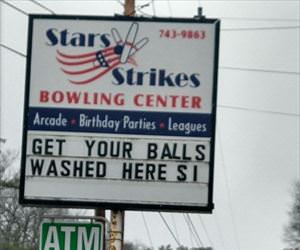 Stars
743-9863
Strikes
BOWLING CENTER
Arcade • Birthday Parties • Leagues
GET YOUR BALLS
WASHED HERE $1
ATM